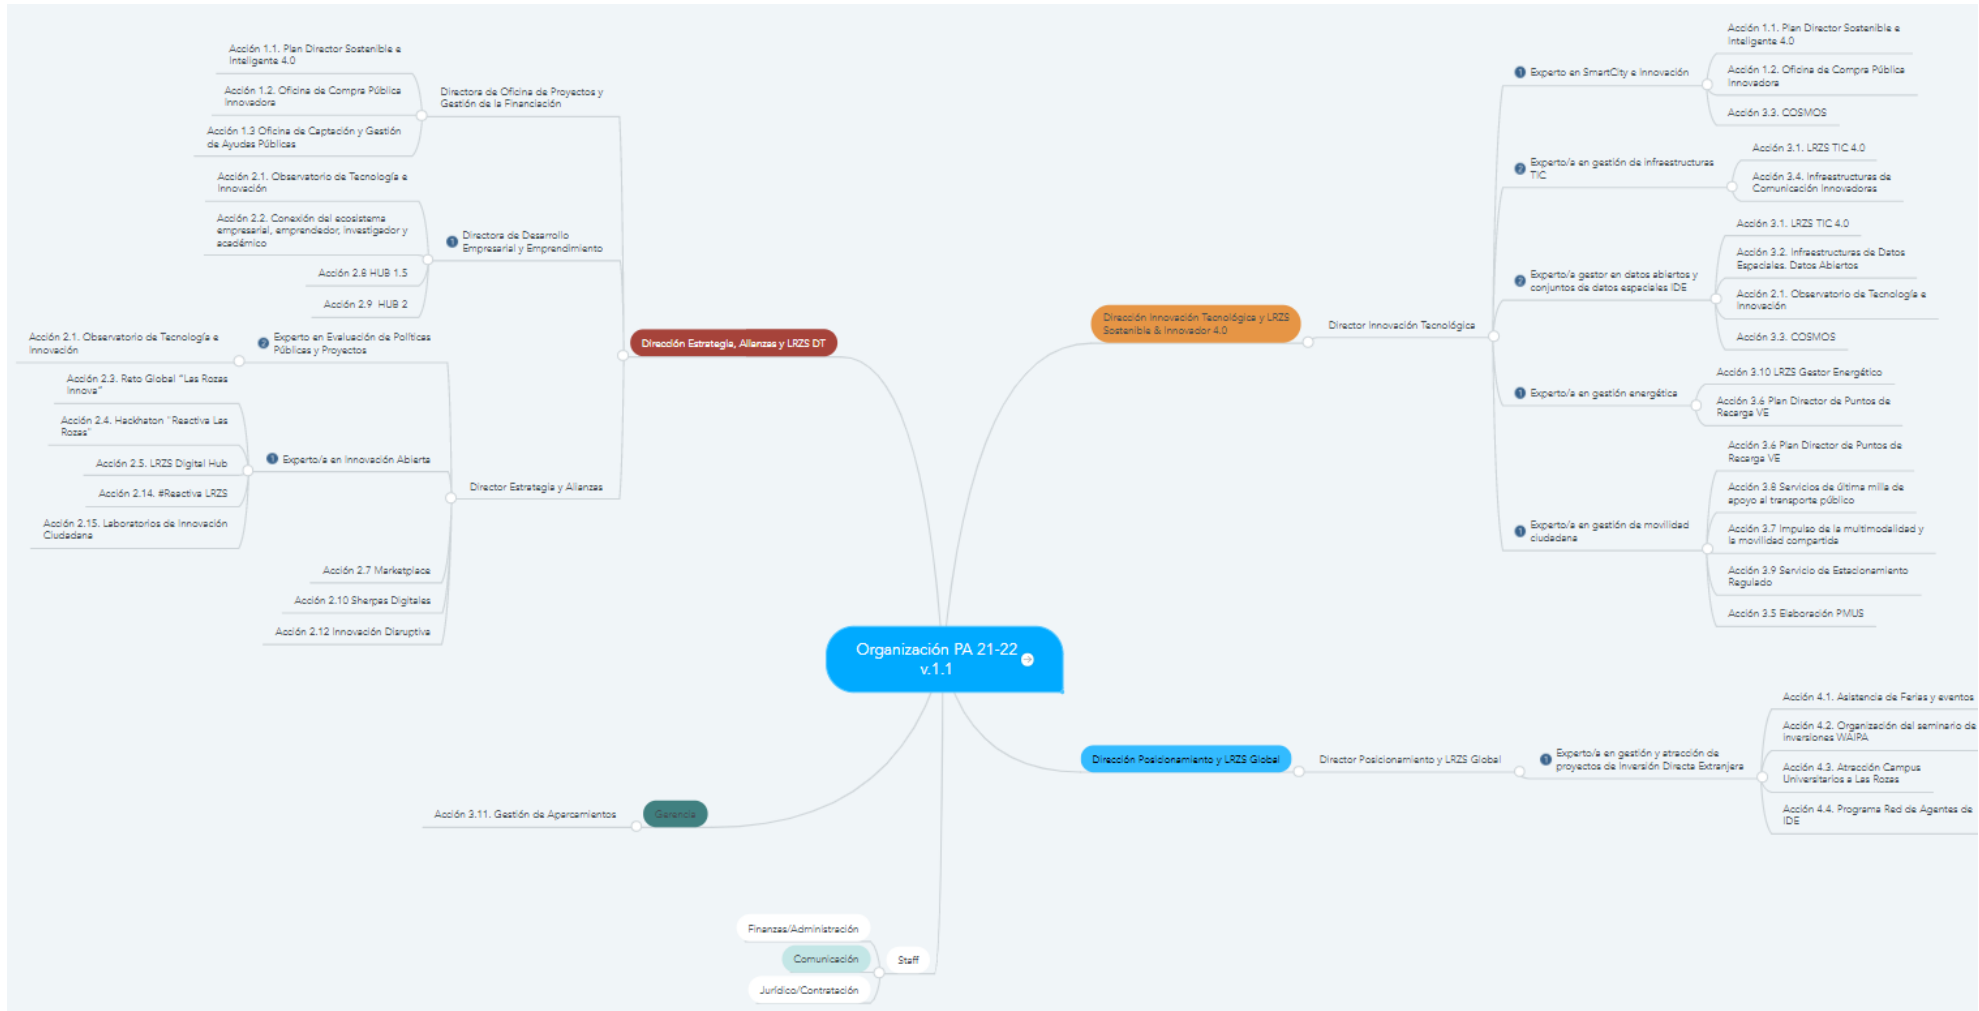 Organización PA 21-22
v.1.1
Dirección Estrategia, Alianzas y LRZS DT
Directora de Oficina de Proyectos y
Gestión de la Financiación
Acción 1.1. Plan Director Sostenible e
Inteligente 4.0
Acción 1.2. Oficina de Compra Pública
Innovadora
Acción 1.3 Oficina de Captación y Gestión
de Ayudas Públicas
1
Directora de Desarrollo
Empresarial y Emprendimiento
Acción 2.1. Observatorio de Tecnología e
Innovación
Acción 2.2. Conexión del ecosistema
empresarial, emprendedor, investigador y
académico
Acción 2.8 HUB 1.5
Acción 2.9 HUB 2
Director Estrategia y Alianzas
2
Experto en Evaluación de Políticas
Públicas y Proyectos
Acción 2.1. Observatorio de Tecnología e
Innovación
1
Experto/a en Innovación Abierta
Acción 2.3. Reto Global "Las Rozas
Innova"
Acción 2.4. Hackhaton "Reactiva Las
Rozas"
Acción 2.5. LRZS Digital Hub
Acción 2.14. #Reactiva LRZS
Acción 2.15. Laboratorios de Innovación
Ciudadana
Acción 2.7 Marketplace
Acción 2.10 Sherpas Digitales
Acción 2.12 Innovación Disruptiva
Gerencia
Acción 3.11. Gestión de Aparcamientos
Staff
Finanzas/Administración
Comunicación
Jurídico/Contratación
Dirección Innovación Tecnológica y LRZS
Sostenible & Innovador 4.0
Director Innovación Tecnológica
1
Experto en SmartCity e Innovación
Acción 1.1. Plan Director Sostenible e
Inteligente 4.0
Acción 1.2. Oficina de Compra Pública
Innovadora
Acción 3.3. COSMOS
2
Experto/a en gestión de infraestructuras
TIC
Acción 3.1. LRZS TIC 4.0
Acción 3.4. Infraestructuras de
Comunicación Innovadoras
2
Experto/a gestor en datos abiertos y
conjuntos de datos espaciales IDE
Acción 3.1. LRZS TIC 4.0
Acción 3.2. Infraestructuras de Datos
Espaciales. Datos Abiertos
Acción 2.1. Observatorio de Tecnología e
Innovación
Acción 3.3. COSMOS
1
Experto/a en gestión energética
Acción 3.10 LRZS Gestor Energético
Acción 3.6 Plan Director de Puntos de
Recarga VE
1
Experto/a en gestión de movilidad
ciudadana
Acción 3.6 Plan Director de Puntos de
Recarga VE
Acción 3.8 Servicios de última milla de
apoyo al transporte público
Acción 3.7 Impulso de la multimodalidad y
la movilidad compartida
Acción 3.9 Servicio de Estacionamiento
Regulado
Acción 3.5 Elaboración PMUS
Dirección Posicionamiento y LRZS Global
Director Posicionamiento y LRZS Global
1
Experto/a en gestión y atracción de
proyectos de Inversión Directa Extranjera
Acción 4.1. Asistencia de Ferias y eventos
Acción 4.2. Organización del seminario de
inversiones WAIPA
Acción 4.3. Atracción Campus
Universitarios a Las Rozas
Acción 4.4. Programa Red de Agentes de
IDE